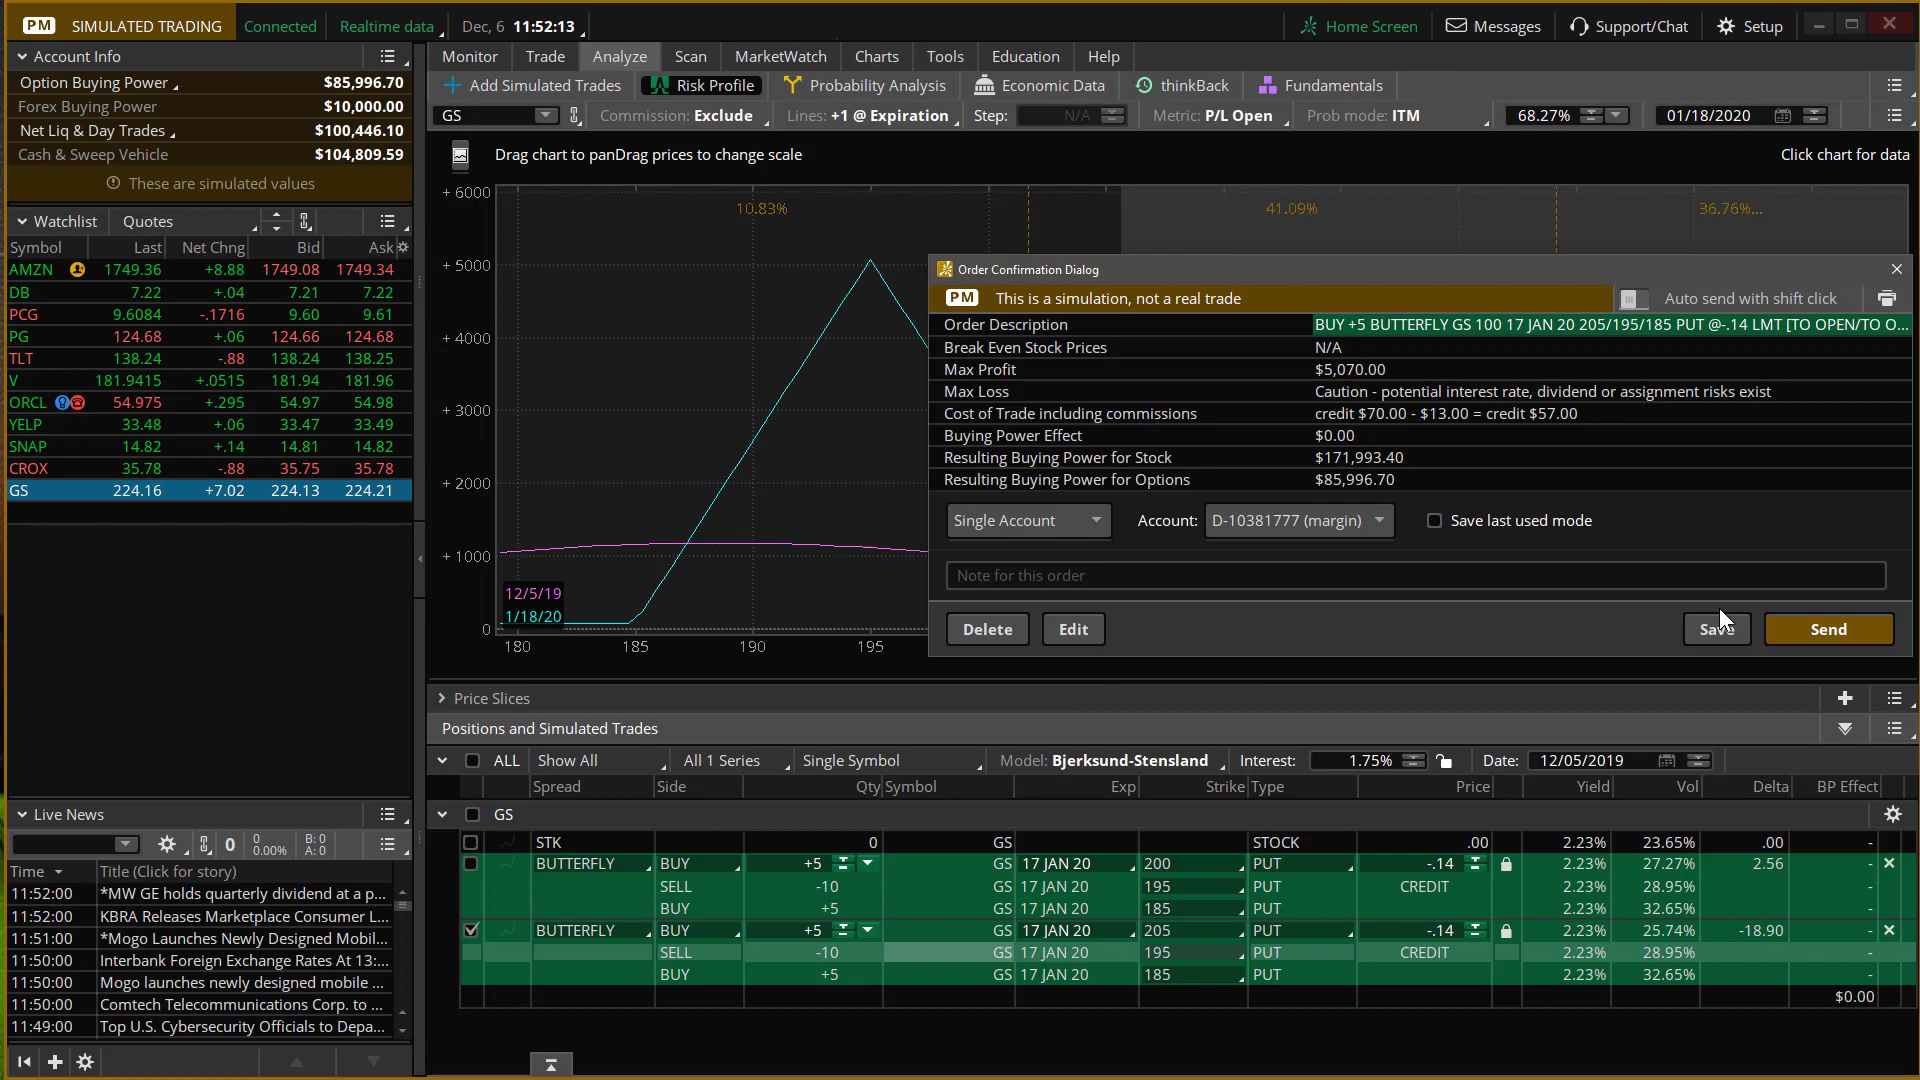 PM SIMULATED TRADING Connected Realtime data Dec, 6 11:52:13 Home Screen Messages Support/Chat Setup
Account Info
Option Buying Power $85,996.70
Forex Buying Power $10,000.00
Net Liq & Day Trades $100,446.10
Cash & Sweep Vehicle $104,809.59
These are simulated values
Watchlist Quotes
Symbol Last Net Chng Bid Ask
AMZN 1749.36 +8.88 1749.08 1749.34
DB 7.22 +.04 7.21 7.22
PCG 9.6084 -.1716 9.60 9.61
PG 124.68 +.06 124.66 124.68
TLT 138.24 -.88 138.24 138.25
V 181.9415 +.0515 181.94 181.96
ORCL 54.975 +.295 54.97 54.98
YELP 33.48 +.06 33.47 33.49
SNAP 14.82 +.14 14.81 14.82
CROX 35.78 -.88 35.75 35.78
GS 224.16 +7.02 224.13 224.21
Live News
0 0 0.00% B: 0 A: 0
Time Title (Click for story)
11:52:00 *MW GE holds quarterly dividend at a p...
11:52:00 KBRA Releases Marketplace Consumer L...
11:51:00 *Mogo Launches Newly Designed Mobil...
11:50:00 Interbank Foreign Exchange Rates At 13:...
11:50:00 Mogo launches newly designed mobile ...
11:50:00 Comtech Telecommunications Corp. to ...
11:49:00 Top U.S. Cybersecurity Officials to Depa...
Monitor Trade Analyze Scan MarketWatch Charts Tools Education Help
Add Simulated Trades Risk Profile Probability Analysis Economic Data thinkBack Fundamentals
GS Commission: Exclude Lines: +1 @ Expiration Step: N/A Metric: P/L Open Prob mode: ITM 68.27% 01/18/2020
Drag chart to panDrag prices to change scale Click chart for data
+ 6000
10.83% 41.09% 36.76%...
+ 5000
+ 4000
+ 3000
+ 2000
+ 1000
12/5/19
1/18/20
0
180 185 190 195
Order Confirmation Dialog
PM This is a simulation, not a real trade Auto send with shift click
Order Description BUY +5 BUTTERFLY GS 100 17 JAN 20 205/195/185 PUT @-.14 LMT [TO OPEN/TO O...
Break Even Stock Prices N/A
Max Profit $5,070.00
Max Loss Caution - potential interest rate, dividend or assignment risks exist
Cost of Trade including commissions credit $70.00 - $13.00 = credit $57.00
Buying Power Effect $0.00
Resulting Buying Power for Stock $171,993.40
Resulting Buying Power for Options $85,996.70
Single Account Account: D-10381777 (margin) Save last used mode
Note for this order
Delete Edit Save Send
Price Slices
Positions and Simulated Trades
ALL Show All All 1 Series Single Symbol Model: Bjerksund-Stensland Interest: 1.75% Date: 12/05/2019
Spread Side Qty Symbol Exp Strike Type Price Yield Vol Delta BP Effect
GS
STK 0 GS STOCK .00 2.23% 23.65% .00 -
BUTTERFLY BUY +5 GS 17 JAN 20 200 PUT -.14 2.23% 27.27% 2.56 -
SELL -10 GS 17 JAN 20 195 PUT CREDIT 2.23% 28.95% -
BUY +5 GS 17 JAN 20 185 PUT 2.23% 32.65% -
BUTTERFLY BUY +5 GS 17 JAN 20 205 PUT -.14 2.23% 25.74% -18.90 -
SELL -10 GS 17 JAN 20 195 PUT CREDIT 2.23% 28.95% -
BUY +5 GS 17 JAN 20 185 PUT 2.23% 32.65% -
$0.00